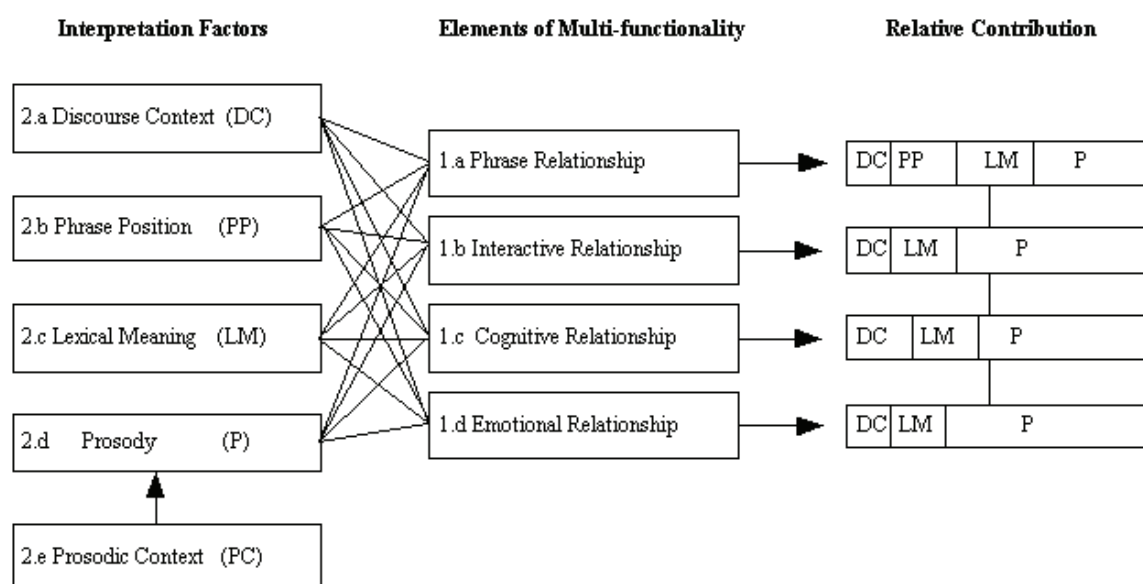 Interpretation Factors
Elements of Multi-functionality
Relative Contribution
2.a Discourse Context (DC)
2.b Phrase Position (PP)
2.c Lexical Meaning (LM)
2.d Prosody (P)
2.e Prosodic Context (PC)
1.a Phrase Relationship
1.b Interactive Relationship
1.c Cognitive Relationship
1.d Emotional Relationship
DC PP LM P
DC LM P
DC LM P
DC LM P